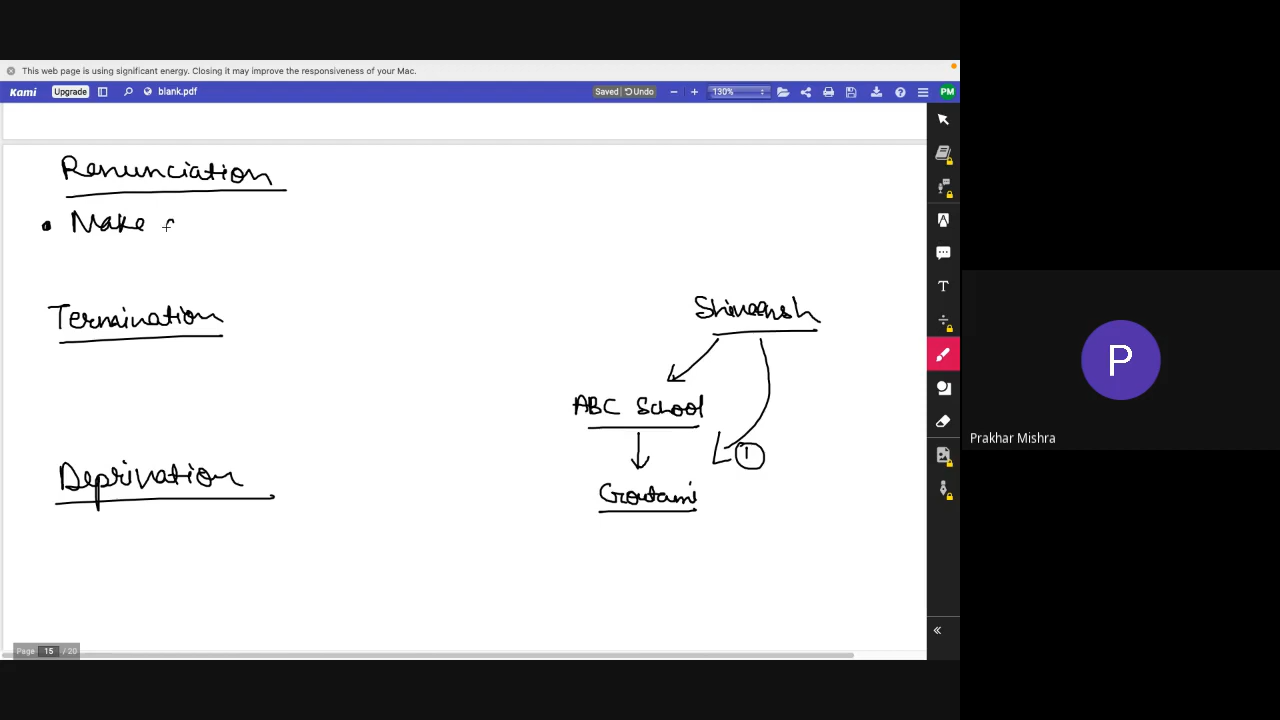 This web page is using significant energy. Closing it may improve the responsiveness of your Mac.
Kami Upgrade blank.pdf Saved Undo 130% PM
Renunciation
• Make
Termination
Shivansh
ABC School
1
Goutami
Deprivation
P
Prakhar Mishra
Page 15 / 20